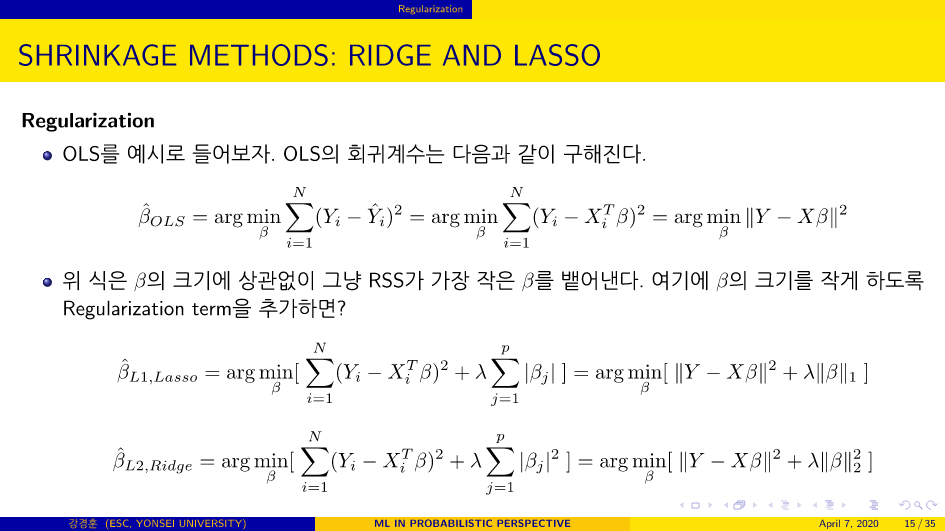 Regularization
SHRINKAGE METHODS: RIDGE AND LASSO
Regularization
OLS를 예시로 들어보자. OLS의 회귀계수는 다음과 같이 구해진다.
$\hat{\beta}_{OLS} = \arg\min_{\beta} \sum_{i=1}^{N} (Y_i - \hat{Y}_i)^2 = \arg\min_{\beta} \sum_{i=1}^{N} (Y_i - X_i^T \beta)^2 = \arg\min_{\beta} \|Y - X\beta\|^2$
위 식은 $\beta$의 크기에 상관없이 그냥 RSS가 가장 작은 $\beta$를 뱉어낸다. 여기에 $\beta$의 크기를 작게 하도록
Regularization term을 추가하면?
$\hat{\beta}_{L1,Lasso} = \arg\min_{\beta} [ \sum_{i=1}^{N} (Y_i - X_i^T \beta)^2 + \lambda \sum_{j=1}^{p} |\beta_j| ] = \arg\min_{\beta} [ \|Y - X\beta\|^2 + \lambda \|\beta\|_1 ]$
$\hat{\beta}_{L2,Ridge} = \arg\min_{\beta} [ \sum_{i=1}^{N} (Y_i - X_i^T \beta)^2 + \lambda \sum_{j=1}^{p} |\beta_j|^2 ] = \arg\min_{\beta} [ \|Y - X\beta\|^2 + \lambda \|\beta\|_2^2 ]$
강경훈 (ESC, YONSEI UNIVERSITY) ML IN PROBABILISTIC PERSPECTIVE April 7, 2020 15 / 35